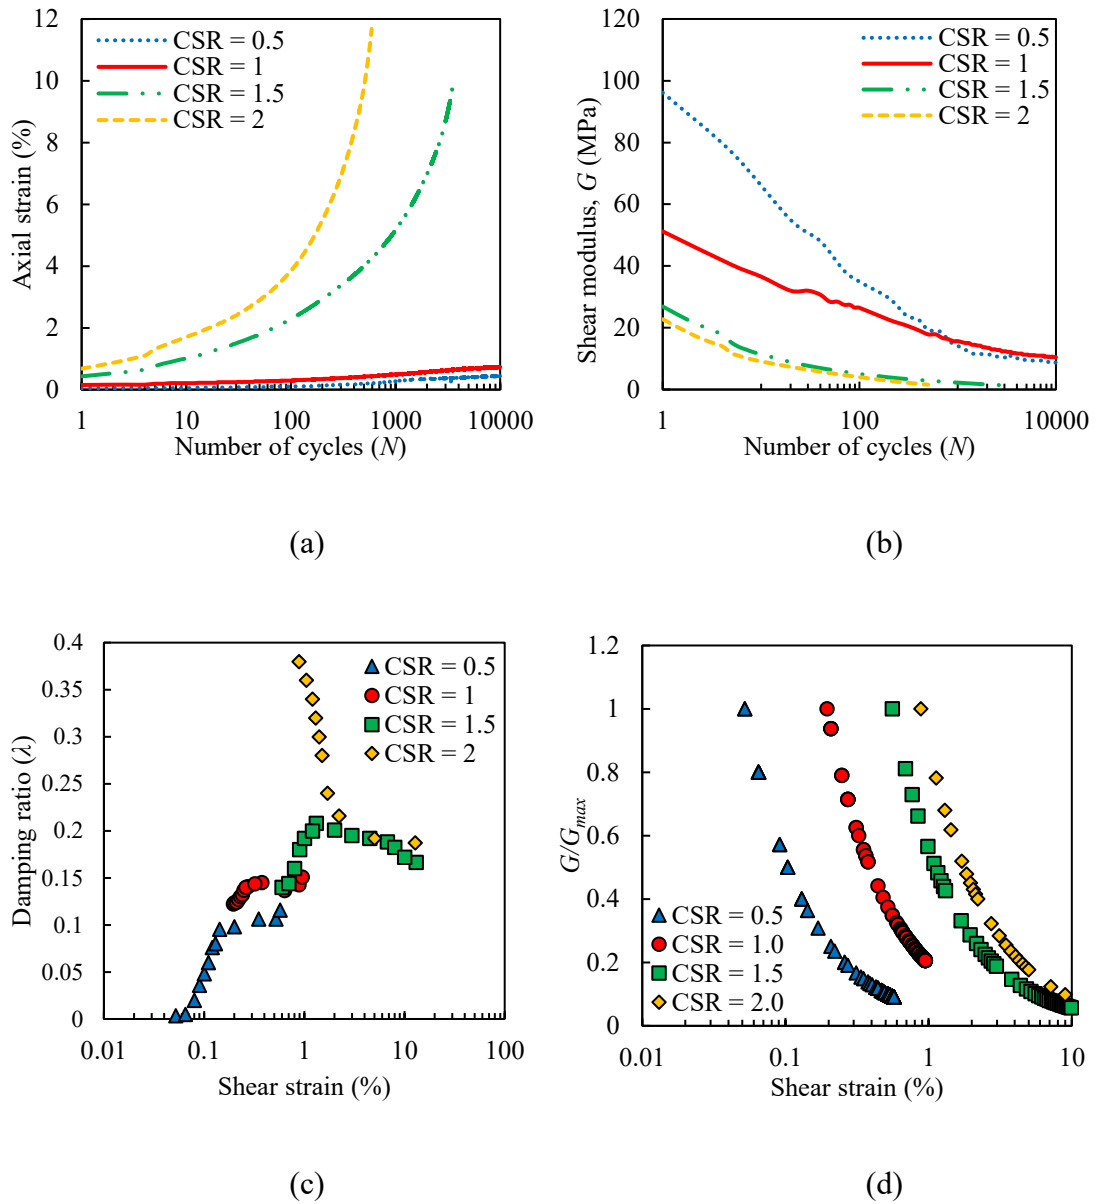 12
10
8
6
4
2
0
Axial strain (%)
CSR = 0.5
CSR = 1
CSR = 1.5
CSR = 2
1
10
100
1000
10000
Number of cycles (N)
(a)
120
100
80
60
40
20
0
Shear modulus, G (MPa)
CSR = 0.5
CSR = 1
CSR = 1.5
CSR = 2
1
100
10000
Number of cycles (N)
(b)
0.4
0.35
0.3
0.25
0.2
0.15
0.1
0.05
0
Damping ratio (λ)
CSR = 0.5
CSR = 1
CSR = 1.5
CSR = 2
0.01
0.1
1
10
100
Shear strain (%)
(c)
1.2
1
0.8
0.6
0.4
0.2
0
G/Gmax
CSR = 0.5
CSR = 1.0
CSR = 1.5
CSR = 2.0
0.01
0.1
1
10
Shear strain (%)
(d)